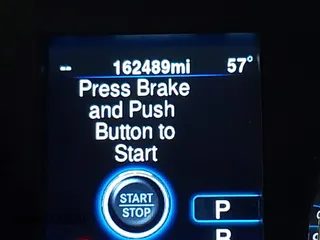 -- 162489mi 57°
Press Brake
and Push
Button to
Start
START
STOP
P